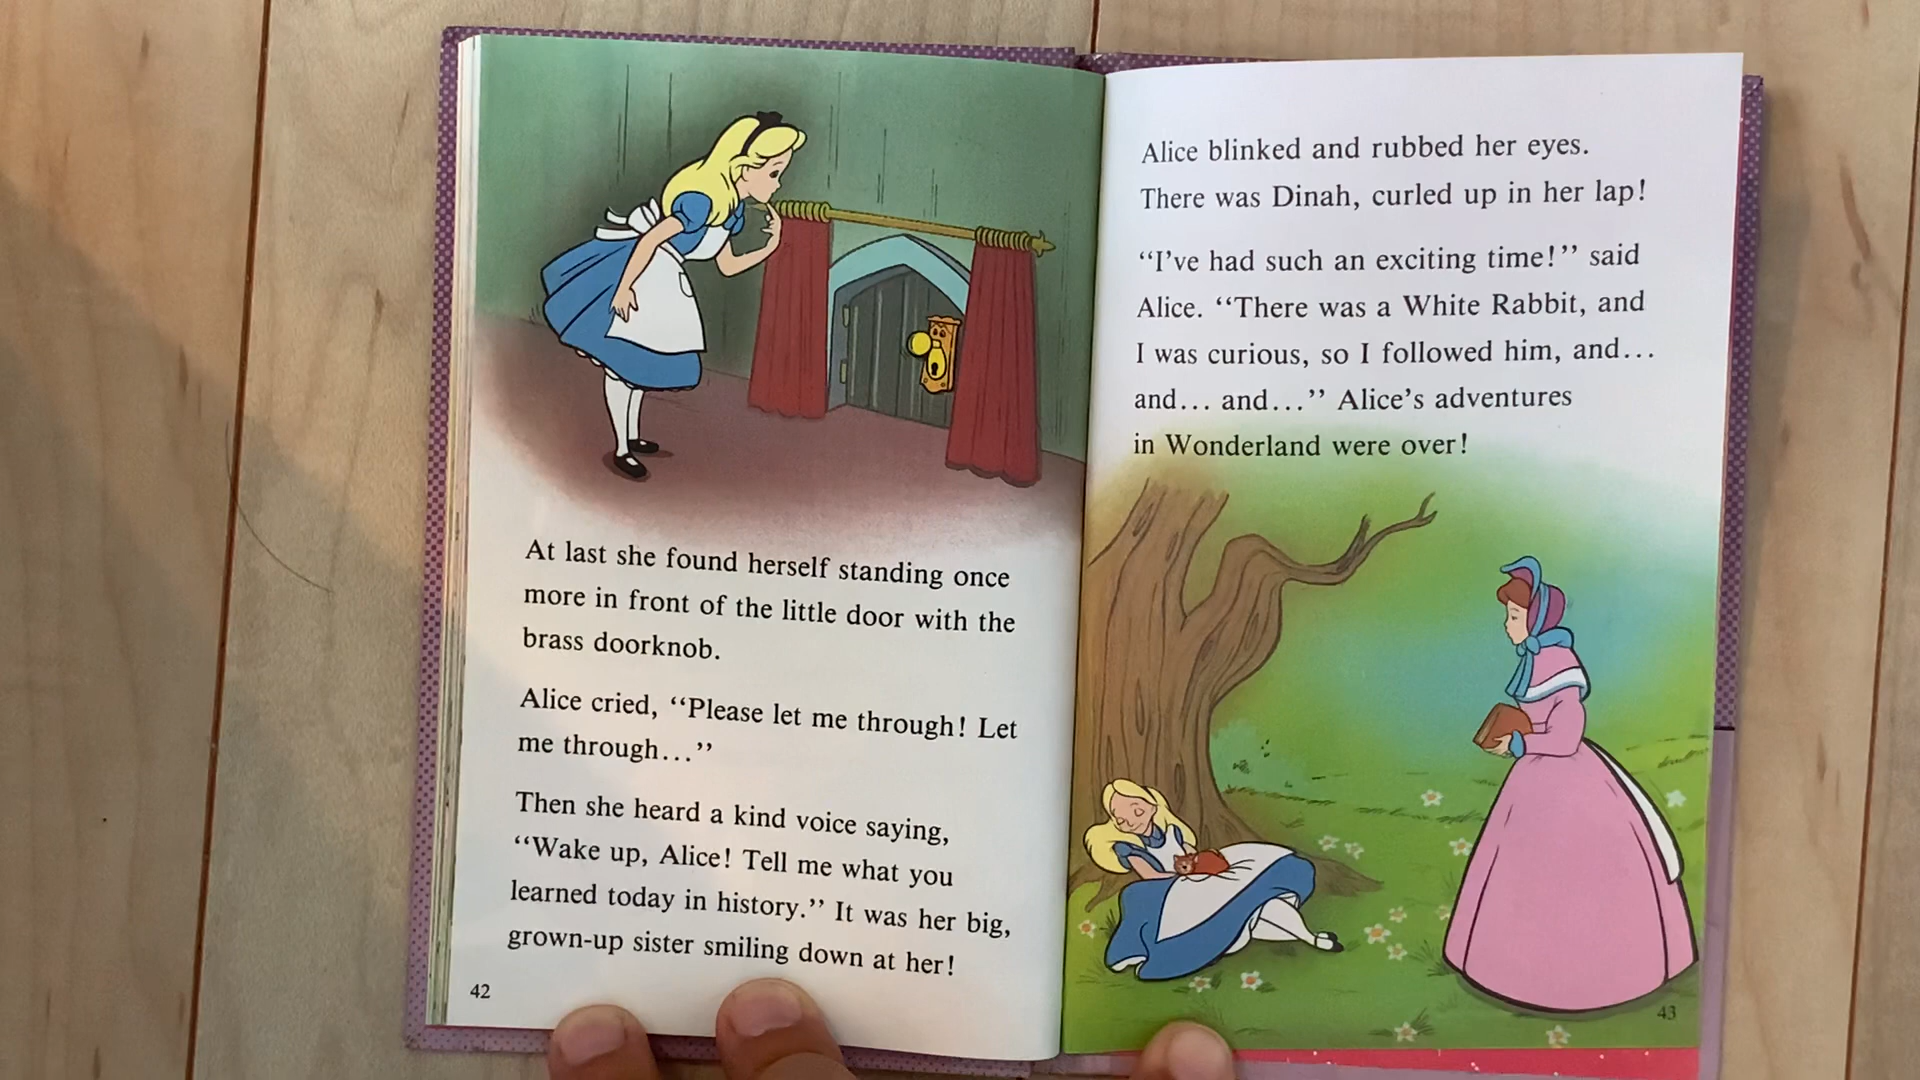 At last she found herself standing once
more in front of the little door with the
brass doorknob.
Alice cried, “Please let me through! Let
me through...”
Then she heard a kind voice saying,
“Wake up, Alice! Tell me what you
learned today in history.” It was her big,
grown-up sister smiling down at her!
42
Alice blinked and rubbed her eyes.
There was Dinah, curled up in her lap!
“I’ve had such an exciting time!” said
Alice. “There was a White Rabbit, and
I was curious, so I followed him, and...
and... and...” Alice’s adventures
in Wonderland were over!
43